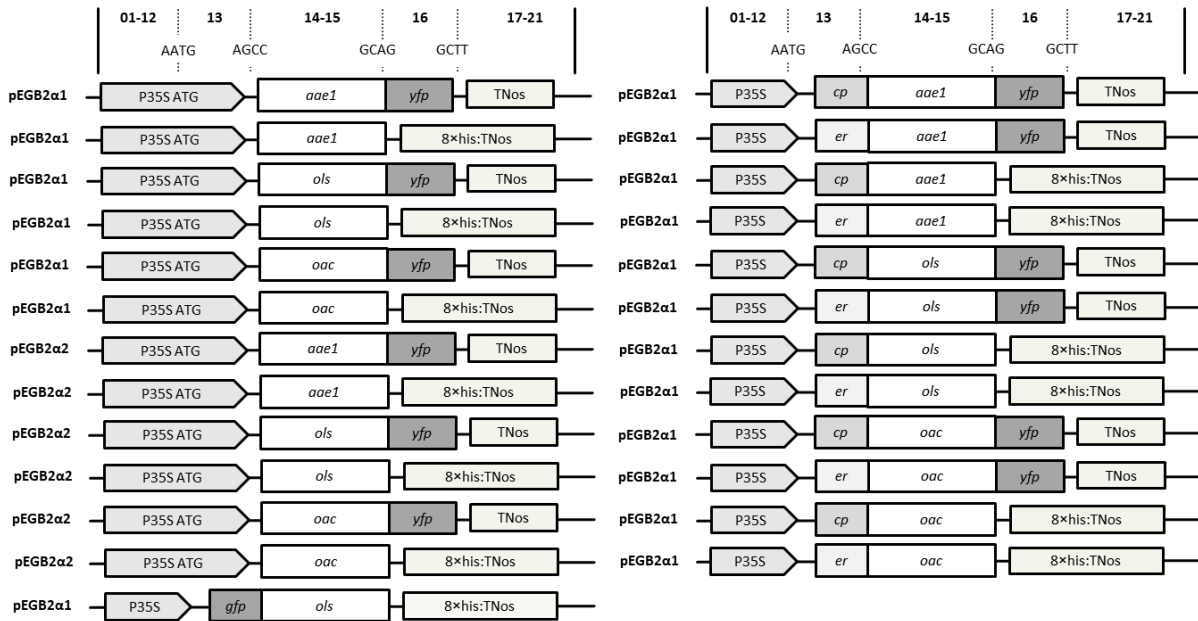 01-12 13 14-15 16 17-21
AATG AGCC GCAG GCTT
pEGB2α1 P35S ATG aae1 yfp TNos
pEGB2α1 P35S ATG aae1 8×his:TNos
pEGB2α1 P35S ATG ols yfp TNos
pEGB2α1 P35S ATG ols 8×his:TNos
pEGB2α1 P35S ATG oac yfp TNos
pEGB2α1 P35S ATG oac 8×his:TNos
pEGB2α2 P35S ATG aae1 yfp TNos
pEGB2α2 P35S ATG aae1 8×his:TNos
pEGB2α2 P35S ATG ols yfp TNos
pEGB2α2 P35S ATG ols 8×his:TNos
pEGB2α2 P35S ATG oac yfp TNos
pEGB2α2 P35S ATG oac 8×his:TNos
pEGB2α1 P35S gfp ols 8×his:TNos
01-12 13 14-15 16 17-21
AATG AGCC GCAG GCTT
pEGB2α1 P35S cp aae1 yfp TNos
pEGB2α1 P35S er aae1 yfp TNos
pEGB2α1 P35S cp aae1 8×his:TNos
pEGB2α1 P35S er aae1 8×his:TNos
pEGB2α1 P35S cp ols yfp TNos
pEGB2α1 P35S er ols yfp TNos
pEGB2α1 P35S cp ols 8×his:TNos
pEGB2α1 P35S er ols 8×his:TNos
pEGB2α1 P35S cp oac yfp TNos
pEGB2α1 P35S er oac yfp TNos
pEGB2α1 P35S cp oac 8×his:TNos
pEGB2α1 P35S er oac 8×his:TNos